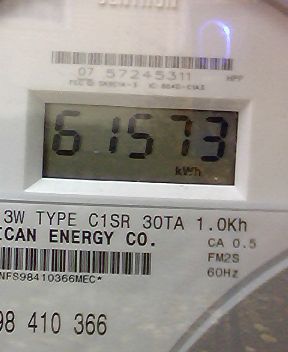 07 57245311 HPF
61573
kWh
3W TYPE C1SR 30TA 1.0Kh
ICAN ENERGY CO.
CA 0.5
FM2S
60Hz
NFS98410366MEC*
98 410 366